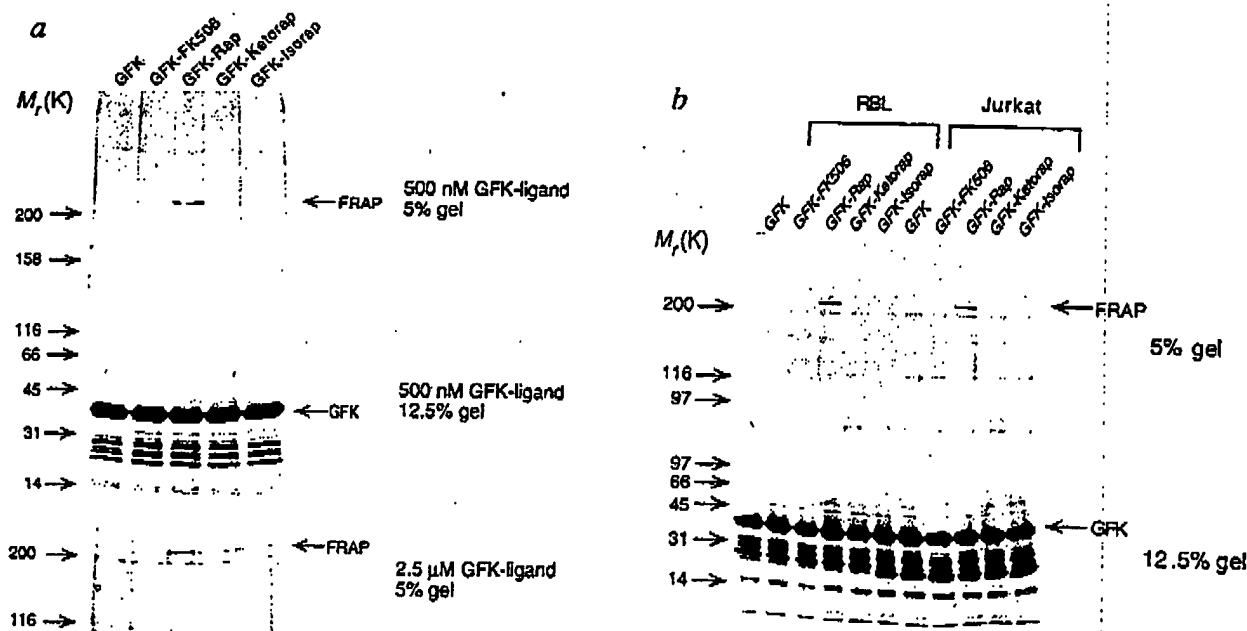 a
GFK
GFK-FK506
GFK-Rap
GFK-Ketorap
GFK-Isorap
Mr(K)
200
158
116
66
45
31
14
200
116
FRAP
500 nM GFK-ligand
5% gel
GFK
500 nM GFK-ligand
12.5% gel
FRAP
2.5 µM GFK-ligand
5% gel
b
RBL
Jurkat
GFK
GFK-FK506
GFK-Rap
GFK-Ketorap
GFK-Isorap
GFK
GFK-FK506
GFK-Rap
GFK-Ketorap
GFK-Isorap
Mr(K)
200
116
97
97
66
45
31
14
FRAP
5% gel
GFK
12.5% gel